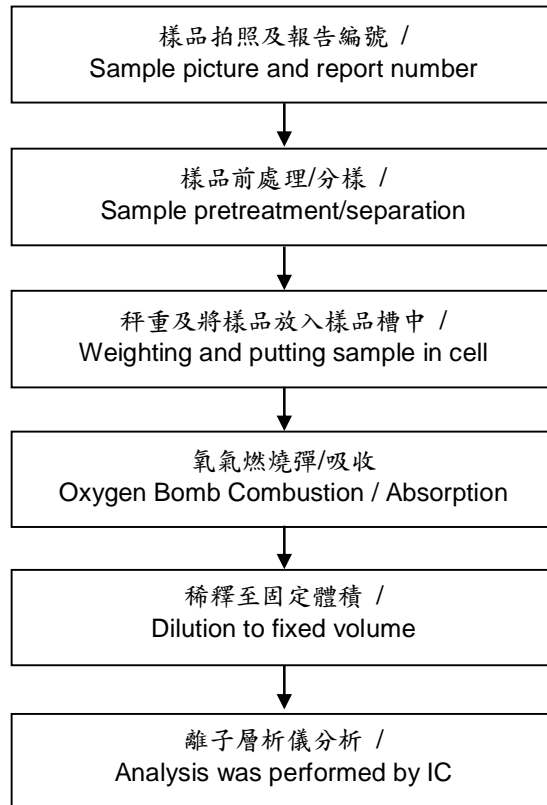 樣品拍照及報告編號 /
Sample picture and report number
樣品前處理/分樣 /
Sample pretreatment/separation
秤重及將樣品放入樣品槽中 /
Weighting and putting sample in cell
氧氣燃燒彈/吸收
Oxygen Bomb Combustion / Absorption
稀釋至固定體積 /
Dilution to fixed volume
離子層析儀分析 /
Analysis was performed by IC